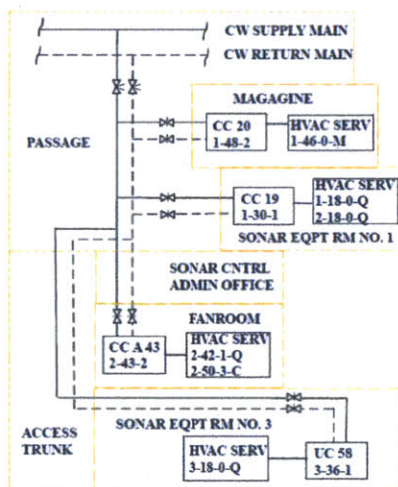 CW SUPPLY MAIN
CW RETURN MAIN
MAGAGINE
CC 20
1-48-2
HVAC SERV
1-46-0-M
PASSAGE
CC 19
1-30-1
HVAC SERV
1-18-0-Q
2-18-0-Q
SONAR EQPT RM NO. 1
SONAR CNTRL
ADMIN OFFICE
FANROOM
CC A 43
2-43-2
HVAC SERV
2-42-1-Q
2-50-3-C
SONAR EQPT RM NO. 3
ACCESS
TRUNK
HVAC SERV
3-18-0-Q
UC 58
3-36-1